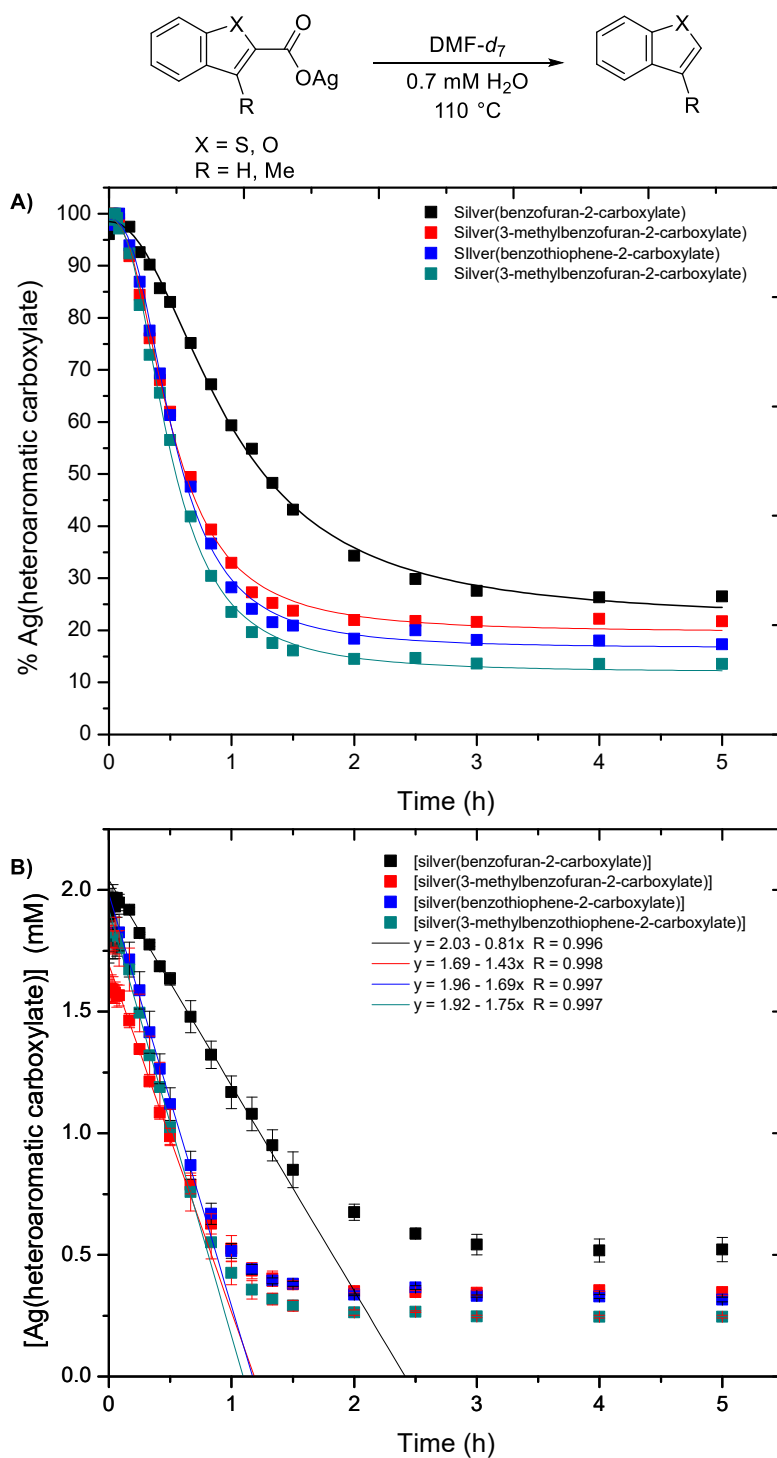 X
O
OAg
R
DMF-d7
0.7 mM H2O
110 °C
X
R
X = S, O
R = H, Me
A)
Silver(benzofuran-2-carboxylate)
Silver(3-methylbenzofuran-2-carboxylate)
SIlver(benzothiophene-2-carboxylate)
Silver(3-methylbenzofuran-2-carboxylate)
% Ag(heteroaromatic carboxylate)
100
90
80
70
60
50
40
30
20
10
0
0 1 2 3 4 5
Time (h)
B)
[silver(benzofuran-2-carboxylate)]
[silver(3-methylbenzofuran-2-carboxylate)]
[silver(benzothiophene-2-carboxylate)]
[silver(3-methylbenzothiophene-2-carboxylate)]
y = 2.03 - 0.81x R = 0.996
y = 1.69 - 1.43x R = 0.998
y = 1.96 - 1.69x R = 0.997
y = 1.92 - 1.75x R = 0.997
[Ag(heteroaromatic carboxylate)] (mM)
2.0
1.5
1.0
0.5
0.0
0 1 2 3 4 5
Time (h)